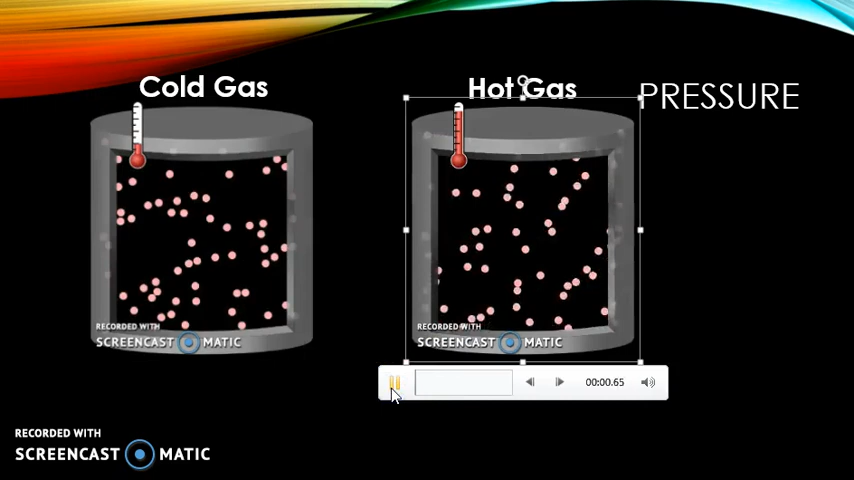 Cold Gas
Hot Gas
PRESSURE
RECORDED WITH
SCREENCAST MATIC
RECORDED WITH
SCREENCAST MATIC
00:00.65
RECORDED WITH
SCREENCAST MATIC